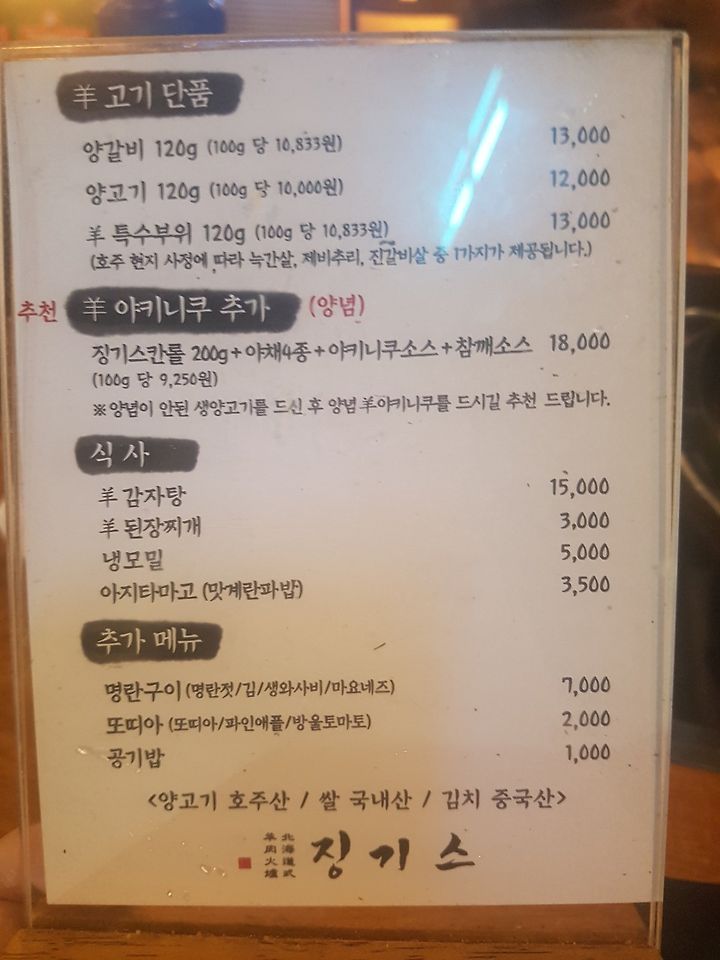 羊 고기 단품
양갈비 120g (100g 당 10,833원) 13,000
양고기 120g (100g 당 10,000원) 12,000
羊 특수부위 120g (100g 당 10,833원) 13,000
(호주 현지 사정에 따라 늑간살, 제비추리, 진갈비살 중 1가지가 제공됩니다.)
추천 羊 야키니쿠 추가 (양념)
징기스칸롤 200g+야채4종+야키니쿠소스+참깨소스 18,000
(100g 당 9,250원)
※양념이 안된 생양고기를 드신 후 양념 羊야키니쿠를 드시길 추천 드립니다.
식사
羊 감자탕 15,000
羊 된장찌개 3,000
냉모밀 5,000
아지타마고 (맛계란파밥) 3,500
추가 메뉴
명란구이 (명란젓/김/생와사비/마요네즈) 7,000
또띠아 (또띠아/파인애플/방울토마토) 2,000
공기밥 1,000
<양고기 호주산 / 쌀 국내산 / 김치 중국산>
北海道式
羊肉火爐
징기스